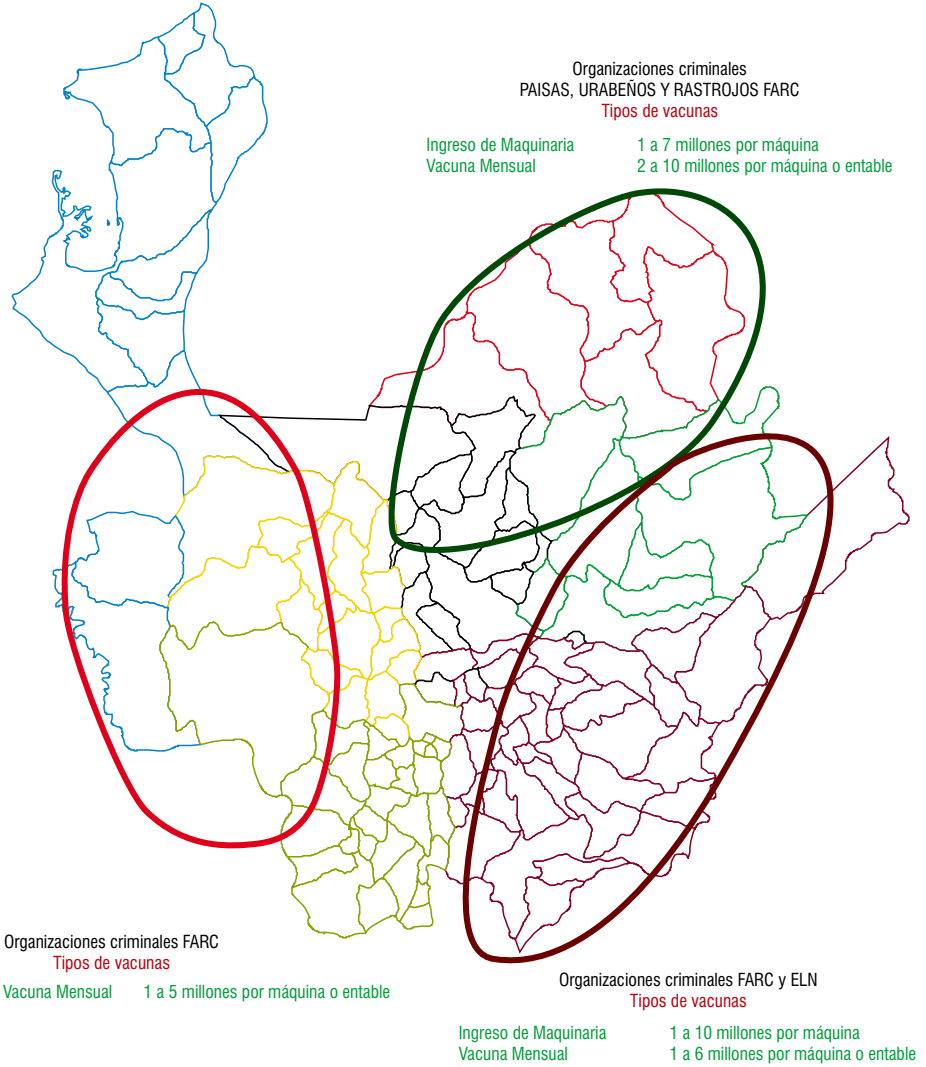 Organizaciones criminales
PAISAS, URABEÑOS Y RASTROJOS FARC
Tipos de vacunas
Ingreso de Maquinaria 1 a 7 millones por máquina
Vacuna Mensual 2 a 10 millones por máquina o entable
Organizaciones criminales FARC
Tipos de vacunas
Vacuna Mensual 1 a 5 millones por máquina o entable
Organizaciones criminales FARC y ELN
Tipos de vacunas
Ingreso de Maquinaria 1 a 10 millones por máquina
Vacuna Mensual 1 a 6 millones por máquina o entable